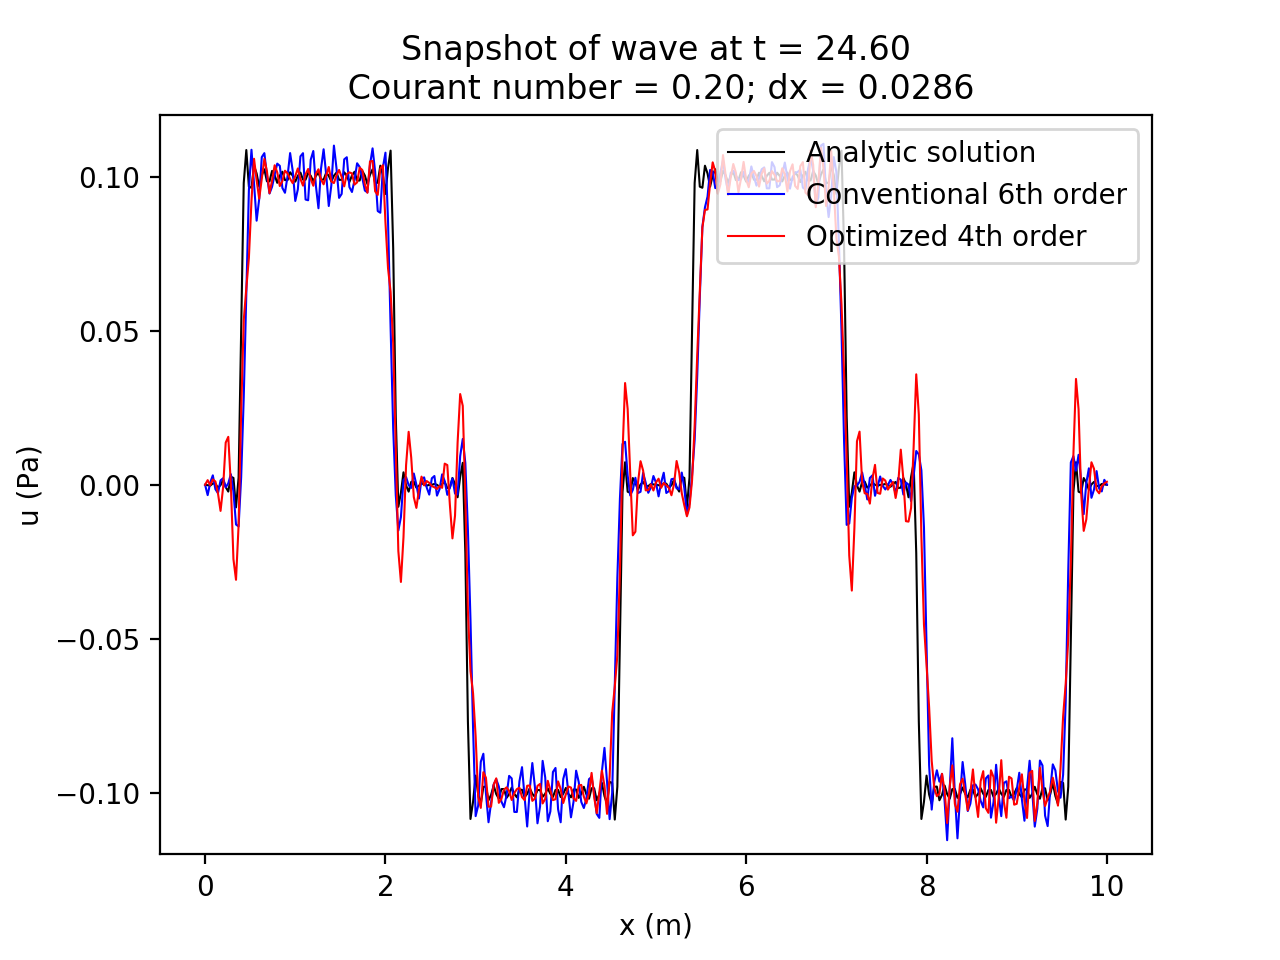 Snapshot of wave at t = 24.60
Courant number = 0.20; dx = 0.0286
Analytic solution
Conventional 6th order
Optimized 4th order
0.10
0.05
0.00
−0.05
−0.10
u (Pa)
0 2 4 6 8 10
x (m)